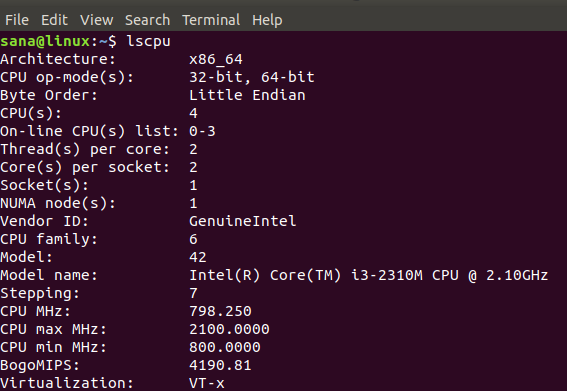 File Edit View Search Terminal Help
sana@linux:~$ lscpu
Architecture: x86_64
CPU op-mode(s): 32-bit, 64-bit
Byte Order: Little Endian
CPU(s): 4
On-line CPU(s) list: 0-3
Thread(s) per core: 2
Core(s) per socket: 2
Socket(s): 1
NUMA node(s): 1
Vendor ID: GenuineIntel
CPU family: 6
Model: 42
Model name: Intel(R) Core(TM) i3-2310M CPU @ 2.10GHz
Stepping: 7
CPU MHz: 798.250
CPU max MHz: 2100.0000
CPU min MHz: 800.0000
BogoMIPS: 4190.81
Virtualization: VT-x